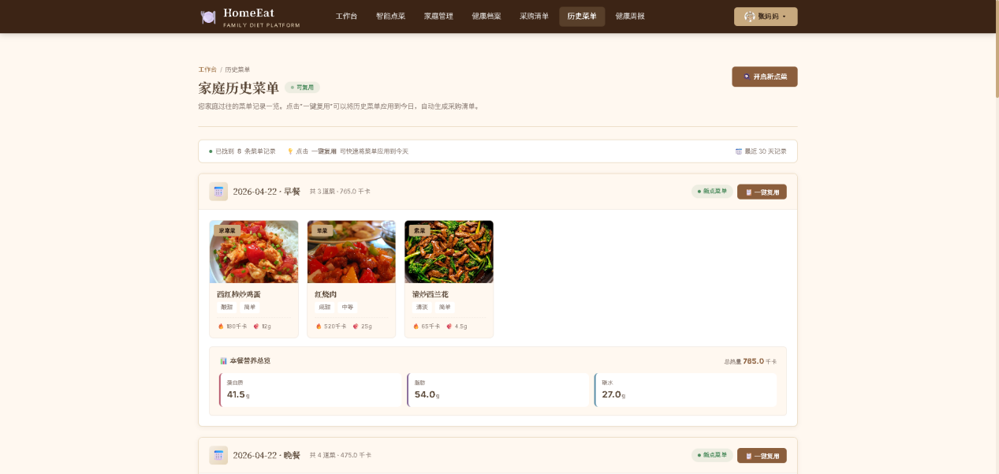 HomeEat
FAMILY DIET PLATFORM
工作台 智能点菜 家庭管理 健康档案 采购清单 历史菜单 健康周报
张妈妈
工作台 / 历史菜单
家庭历史菜单 可复用
开启新点菜
您家庭过往的菜单记录一览。点击"一键复用"可以将历史菜单应用到今日，自动生成采购清单。
已找到 8 条菜单记录 点击 一键复用 可快速将菜单应用到今天 最近 30 天记录
2026-04-22 · 早餐 共 3 道菜 · 765.0 千卡 新点菜单 一键复用
家常菜 荤菜 素菜
西红柿炒鸡蛋 红烧肉 清炒西兰花
酸甜 简单 咸甜 中等 清淡 简单
180千卡 12g 520千卡 25g 65千卡 4.5g
本餐营养总览 总热量 765.0 千卡
蛋白质 脂肪 碳水
41.5g 54.0g 27.0g
2026-04-22 · 晚餐 共 4 道菜 · 475.0 千卡 新点菜单 一键复用